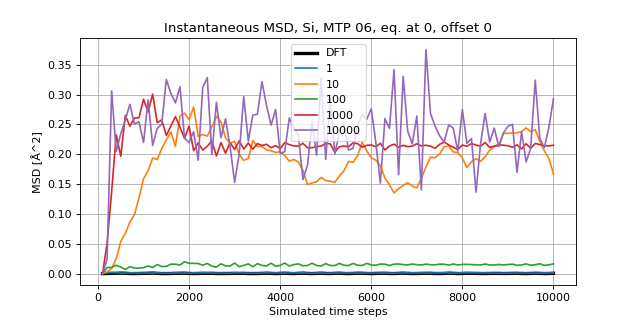 Instantaneous MSD, Si, MTP 06, eq. at 0, offset 0
MSD [Å^2]
0.35
0.30
0.25
0.20
0.15
0.10
0.05
0.00
DFT
1
10
100
1000
10000
0 2000 4000 6000 8000 10000
Simulated time steps